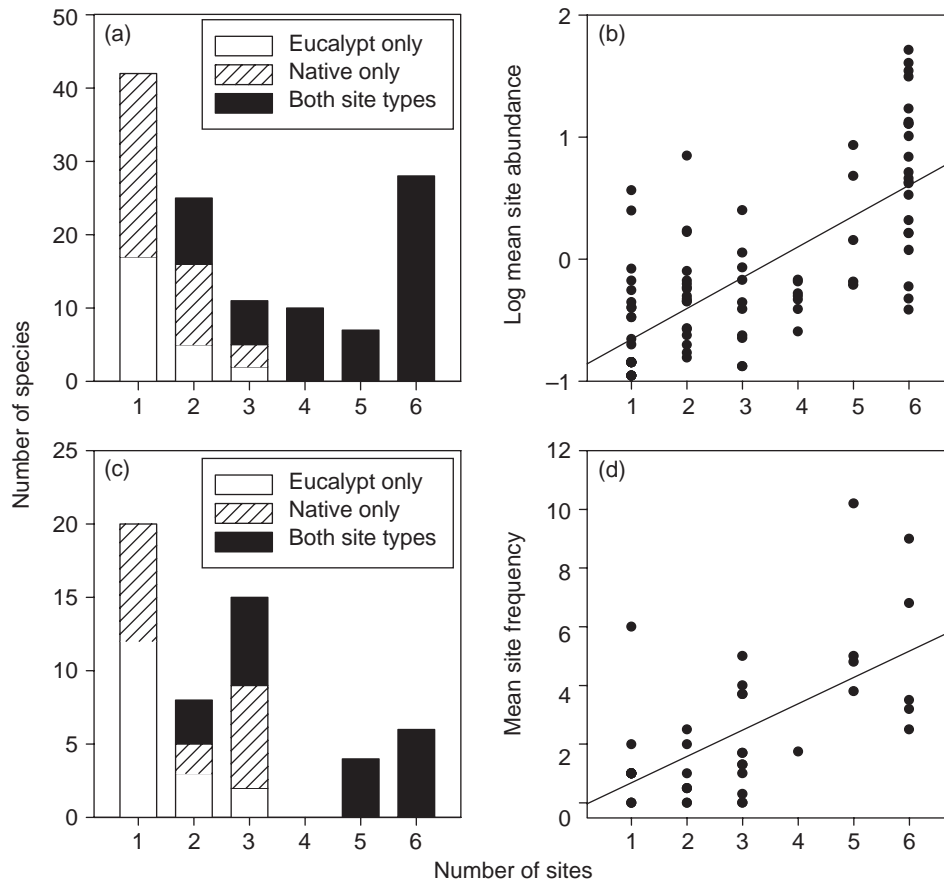 (a)
Eucalypt only
Native only
Both site types
50
40
30
20
10
0
1 2 3 4 5 6
(b)
Log mean site abundance
2
1
0
–1
1 2 3 4 5 6
Number of species
(c)
Eucalypt only
Native only
Both site types
25
20
15
10
5
0
1 2 3 4 5 6
(d)
Mean site frequency
12
10
8
6
4
2
0
1 2 3 4 5 6
Number of sites